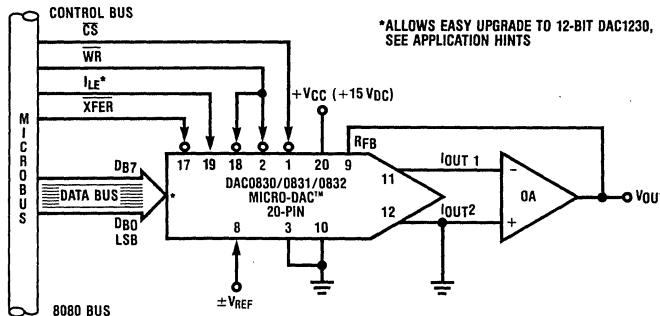 CONTROL BUS
CS
WR
ILE*
XFER
*ALLOWS EASY UPGRADE TO 12-BIT DAC1230,
SEE APPLICATION HINTS
+VCC (+15 VDC)
RFB
17 19 18 2 1 20 9
MICROBUS
DB7
DATA BUS
DB0
LSB
*
DAC0830/0831/0832
MICRO-DAC™
20-PIN
11
12
8 3 10
IOUT 1
IOUT2
-
+
OA
VOUT
±VREF
8080 BUS